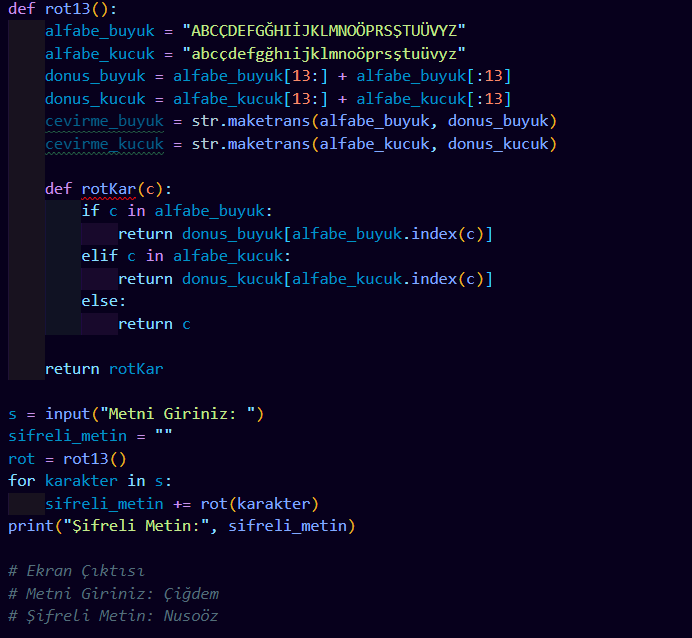 def rot13():
    alfabe_buyuk = "ABCÇDEFGĞHIİJKLMNOÖPRSŞTUÜVYZ"
    alfabe_kucuk = "abcçdefgğhıijklmnoöprsştuüvyz"
    donus_buyuk = alfabe_buyuk[13:] + alfabe_buyuk[:13]
    donus_kucuk = alfabe_kucuk[13:] + alfabe_kucuk[:13]
    cevirme_buyuk = str.maketrans(alfabe_buyuk, donus_buyuk)
    cevirme_kucuk = str.maketrans(alfabe_kucuk, donus_kucuk)

    def rotKar(c):
        if c in alfabe_buyuk:
            return donus_buyuk[alfabe_buyuk.index(c)]
        elif c in alfabe_kucuk:
            return donus_kucuk[alfabe_kucuk.index(c)]
        else:
            return c

    return rotKar

s = input("Metni Giriniz: ")
sifreli_metin = ""
rot = rot13()
for karakter in s:
    sifreli_metin += rot(karakter)
print("Şifreli Metin:", sifreli_metin)

# Ekran Çıktısı
# Metni Giriniz: Çiğdem
# Şifreli Metin: Nusoöz